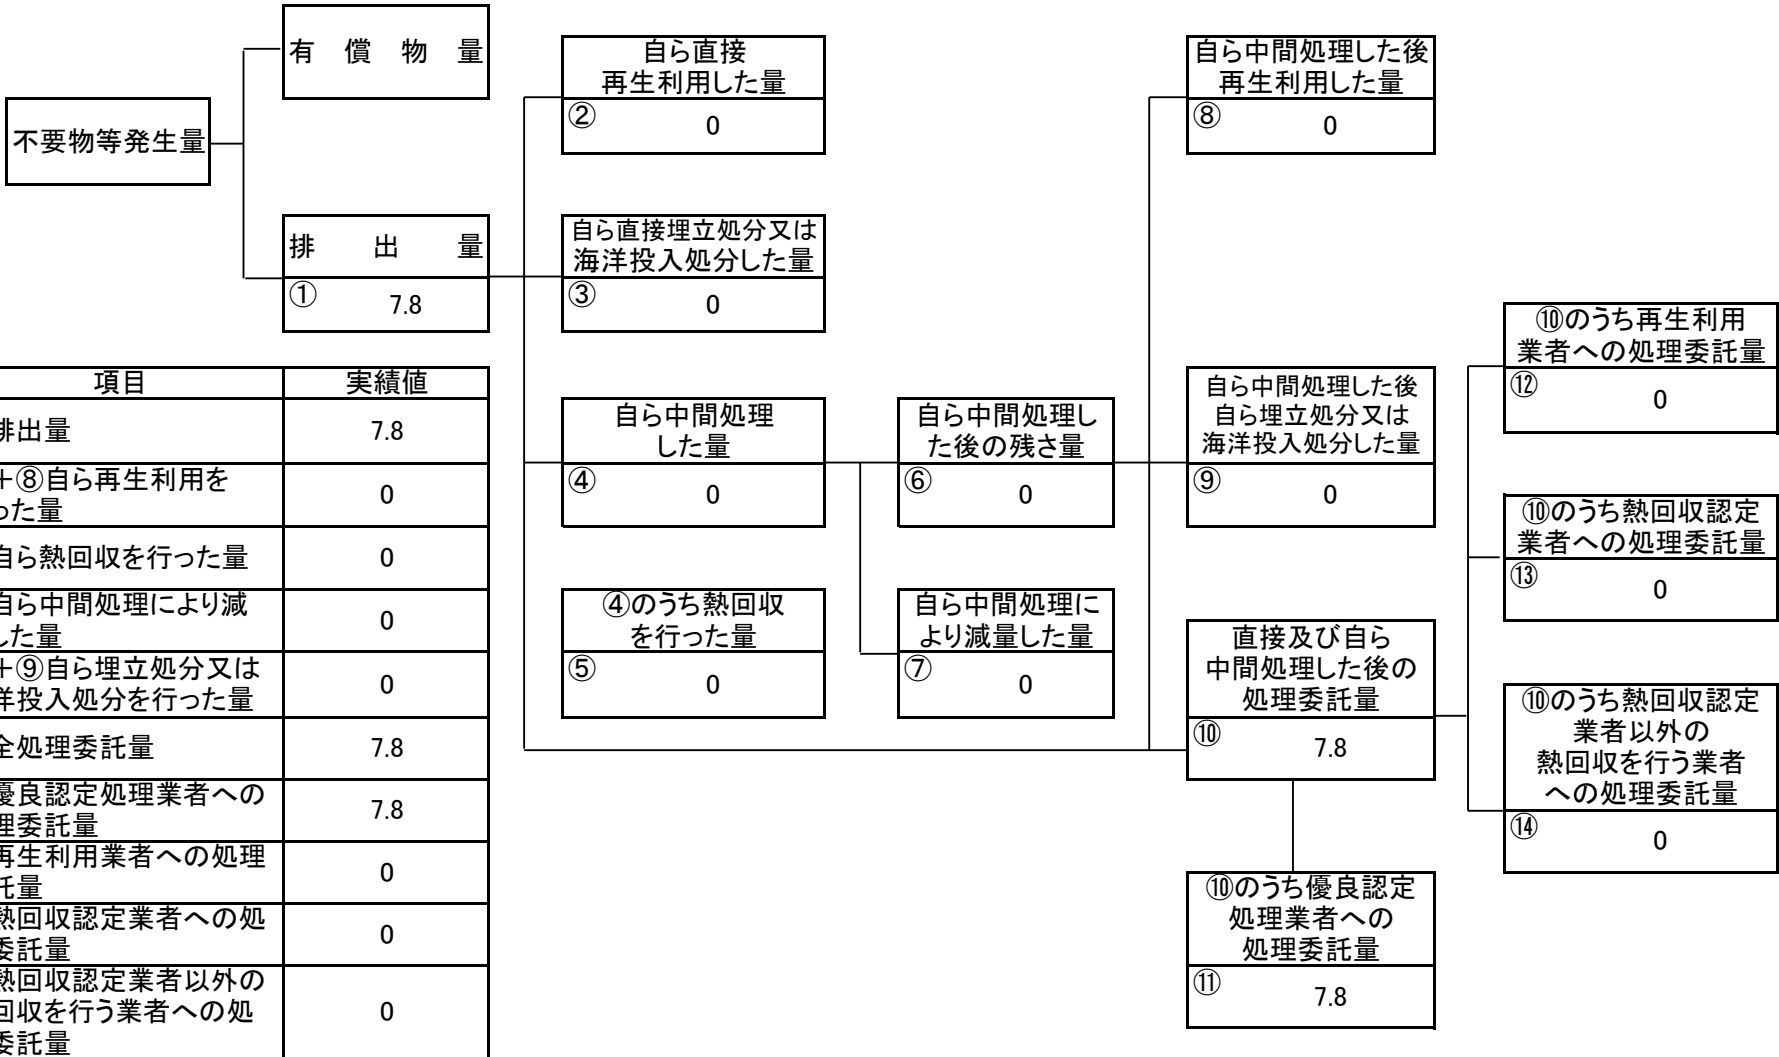 有償物量
不要物等発生量
排出量
①
7.8
自ら直接
再生利用した量
②
0
自ら直接埋立処分又は
海洋投入処分した量
③
0
自ら中間処理
した量
④
0
④のうち熱回収
を行った量
⑤
0
自ら中間処理し
た後の残さ量
⑥
0
自ら中間処理に
より減量した量
⑦
0
自ら中間処理した後
再生利用した量
⑧
0
自ら中間処理した後
自ら埋立処分又は
海洋投入処分した量
⑨
0
直接及び自ら
中間処理した後の
処理委託量
⑩
7.8
⑩のうち優良認定
処理業者への
処理委託量
⑪
7.8
⑩のうち再生利用
業者への処理委託量
⑫
0
⑩のうち熱回収認定
業者への処理委託量
⑬
0
⑩のうち熱回収認定
業者以外の
熱回収を行う業者
への処理委託量
⑭
0
項目 実績値
排出量 7.8
+⑧自ら再生利用を
った量
0
自ら熱回収を行った量 0
自ら中間処理により減
した量
0
+⑨自ら埋立処分又は
洋投入処分を行った量
0
全処理委託量 7.8
優良認定処理業者への
理委託量
7.8
再生利用業者への処理
託量
0
熱回収認定業者への処
委託量
0
熱回収認定業者以外の
回収を行う業者への処
委託量
0